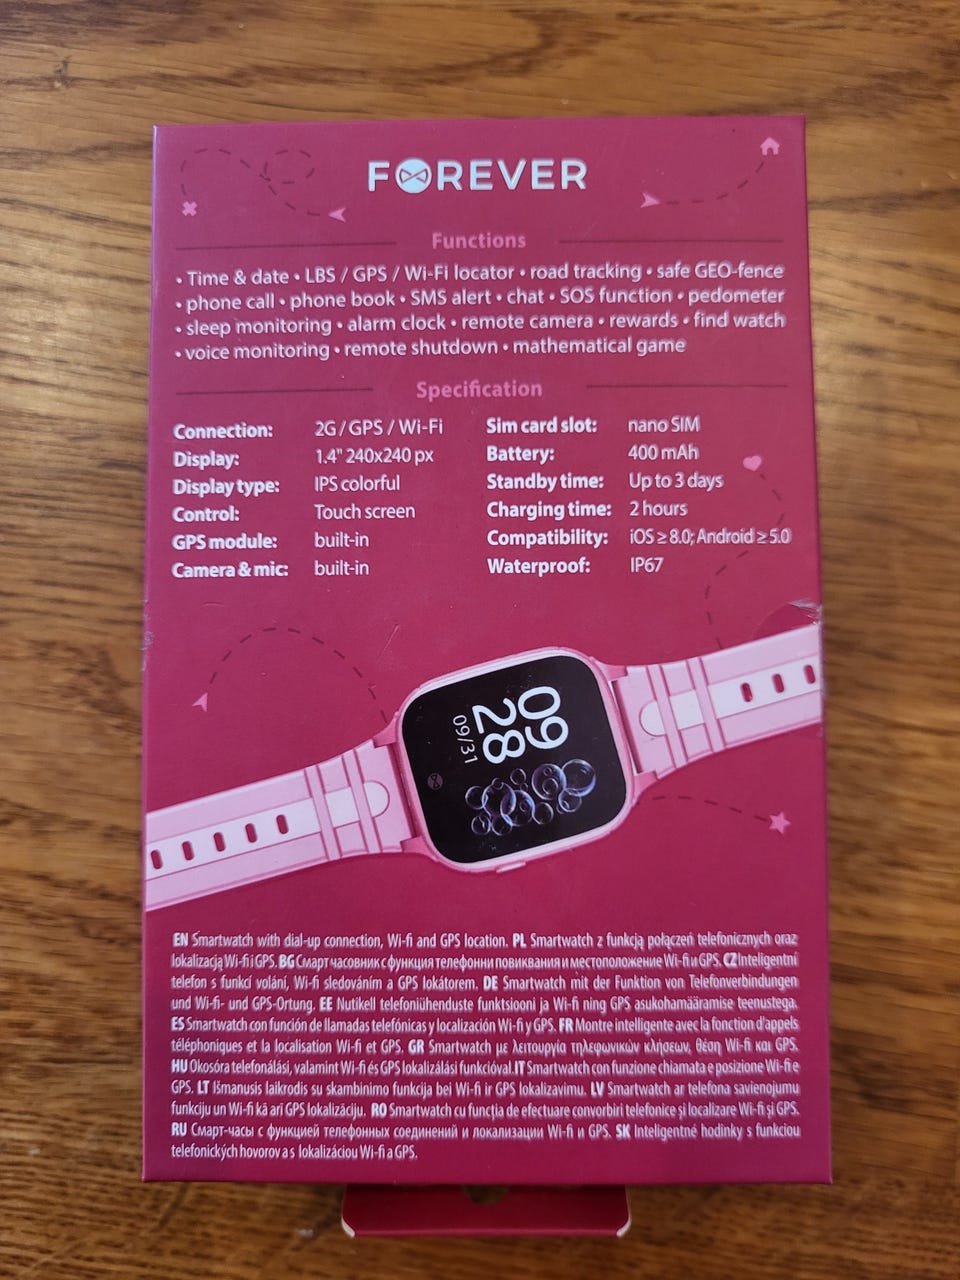 FOREVER
Functions
• Time & date • LBS / GPS / Wi-Fi locator • road tracking • safe GEO-fence
• phone call • phone book • SMS alert • chat • SOS function • pedometer
• sleep monitoring • alarm clock • remote camera • rewards • find watch
• voice monitoring • remote shutdown • mathematical game
Specification
Connection: 2G / GPS / Wi-Fi
Display: 1.4" 240x240 px
Display type: IPS colorful
Control: Touch screen
GPS module: built-in
Camera & mic: built-in
Sim card slot: nano SIM
Battery: 400 mAh
Standby time: Up to 3 days
Charging time: 2 hours
Compatibility: iOS ≥ 8.0; Android ≥ 5.0
Waterproof: IP67
09
28
09/31
EN Smartwatch with dial-up connection, Wi-fi and GPS location. PL Smartwatch z funkcją połączeń telefonicznych oraz
lokalizacją Wi-fi i GPS. BG Смарт часовник с функция телефонни повиквания и местоположение Wi-fi и GPS. CZ Inteligentní
telefon s funkcí volání, Wi-fi sledováním a GPS lokátorem. DE Smartwatch mit der Funktion von Telefonverbindungen
und Wi-fi- und GPS-Ortung. EE Nutikell telefoniühenduste funktsiooni ja Wi-fi ning GPS asukohamääramise teenustega.
ES Smartwatch con función de llamadas telefónicas y localización Wi-fi y GPS. FR Montre intelligente avec la fonction d'appels
téléphoniques et la localisation Wi-fi et GPS. GR Smartwatch με λειτουργία τηλεφωνικών κλήσεων, θέση Wi-fi και GPS.
HU Okosóra telefonálási, valamint Wi-fi és GPS lokalizálási funkcióval. IT Smartwatch con funzione chiamata e posizione Wi-fi e
GPS. LT Išmanusis laikrodis su skambinimo funkcija bei Wi-fi ir GPS lokalizavimu. LV Smartwatch ar telefona savienojumu
funkciju un Wi-fi kā arī GPS lokalizāciju. RO Smartwatch cu funcția de efectuare convorbiri telefonice și localizare Wi-fi și GPS.
RU Смарт-часы с функцией телефонных соединений и локализации Wi-fi и GPS. SK Inteligentné hodinky s funkciou
telefonických hovorov a s lokalizáciou Wi-fi a GPS.